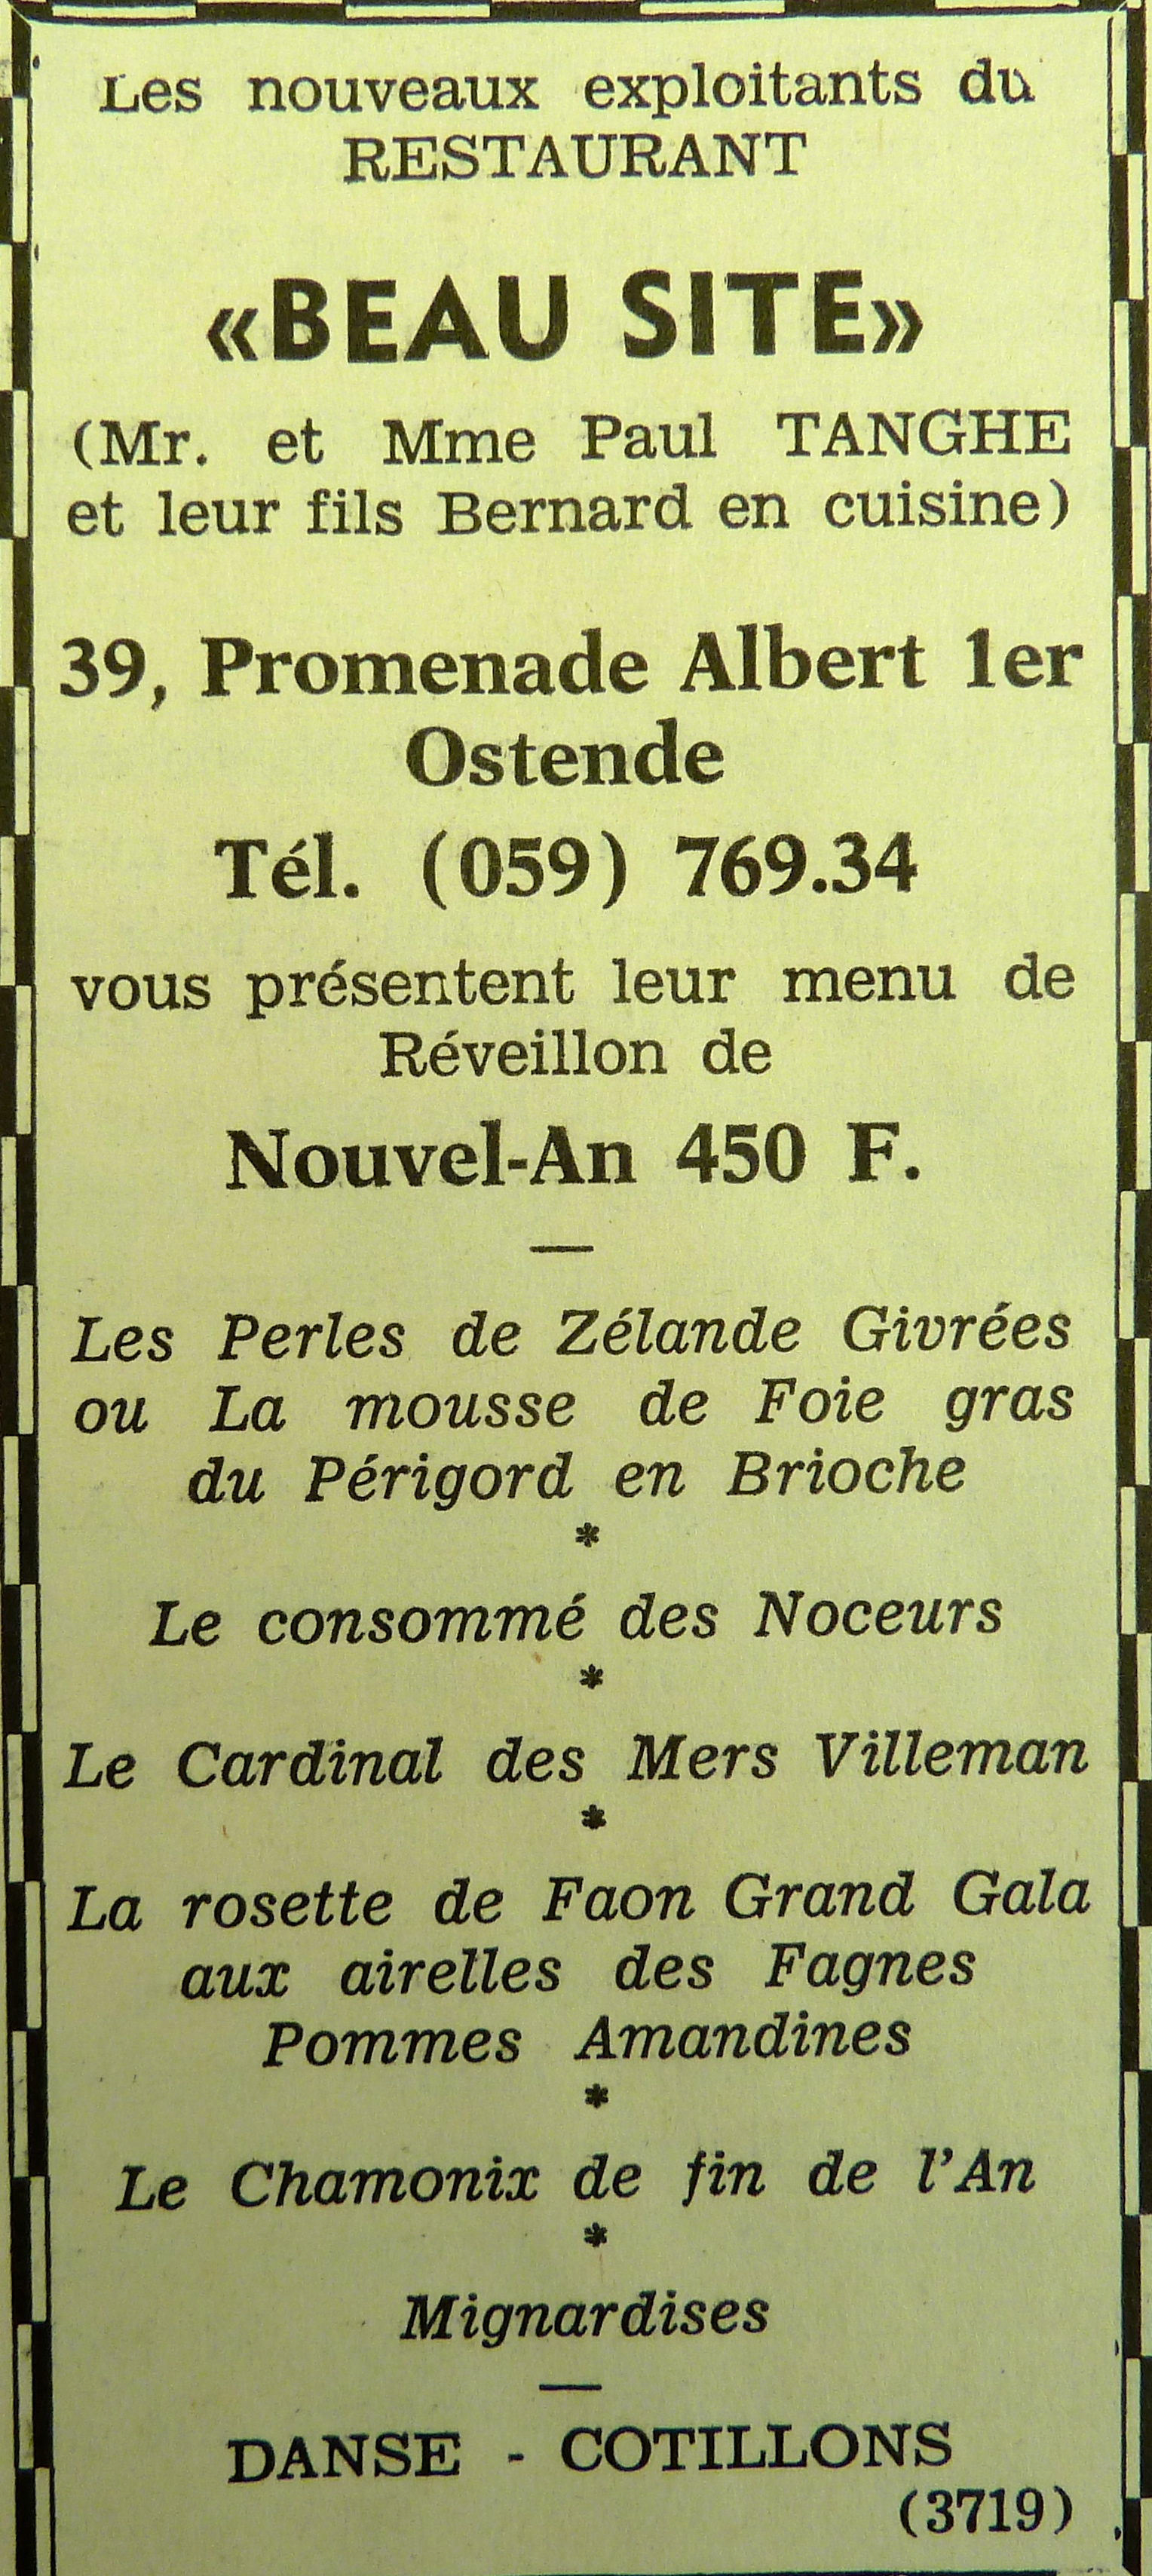 Les nouveaux exploitants du
RESTAURANT
«BEAU SITE»
(Mr. et Mme Paul TANGHE
et leur fils Bernard en cuisine)
39, Promenade Albert 1er
Ostende
Tél. (059) 769.34
vous présentent leur menu de
Réveillon de
Nouvel-An 450 F.
—
Les Perles de Zélande Givrées
ou La mousse de Foie gras
du Périgord en Brioche
*
Le consommé des Noceurs
*
Le Cardinal des Mers Villeman
*
La rosette de Faon Grand Gala
aux airelles des Fagnes
Pommes Amandines
*
Le Chamonix de fin de l'An
*
Mignardises
—
DANSE - COTILLONS
(3719)